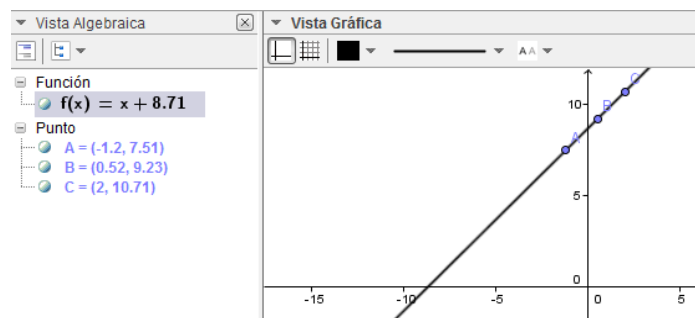 Vista Algebraica
Función
f(x) = x + 8.71
Punto
A = (-1.2, 7.51)
B = (0.52, 9.23)
C = (2, 10.71)
Vista Gráfica
AA
C
10
B
A
5
0
-15 -10 -5 0 5